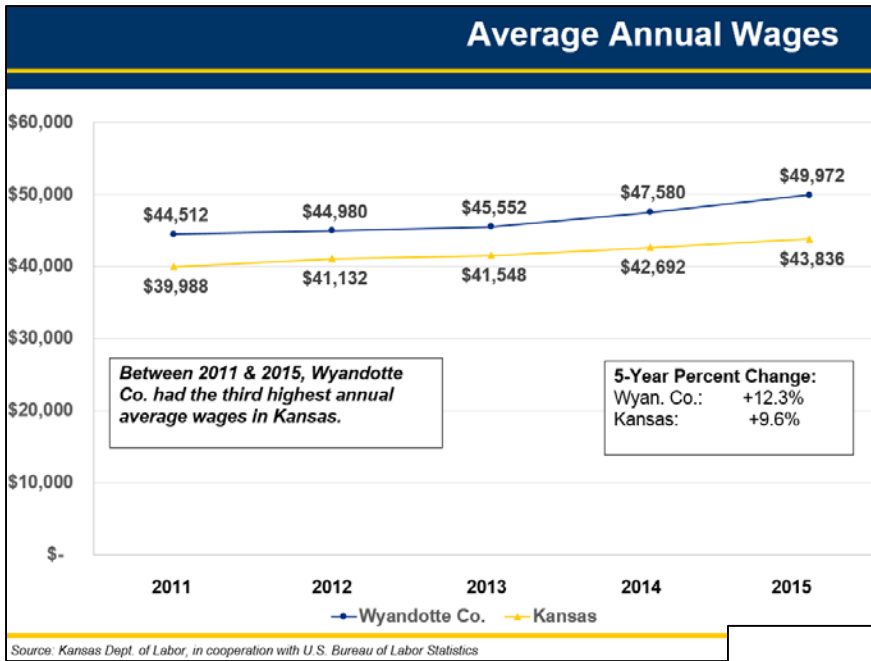 Average Annual Wages
$60,000
$50,000
$40,000
$30,000
$20,000
$10,000
$-
$44,512
$44,980
$45,552
$47,580
$49,972
$39,988
$41,132
$41,548
$42,692
$43,836
Between 2011 & 2015, Wyandotte
Co. had the third highest annual
average wages in Kansas.
5-Year Percent Change:
Wyan. Co.: +12.3%
Kansas: +9.6%
2011 2012 2013 2014 2015
Wyandotte Co. Kansas
Source: Kansas Dept. of Labor, in cooperation with U.S. Bureau of Labor Statistics